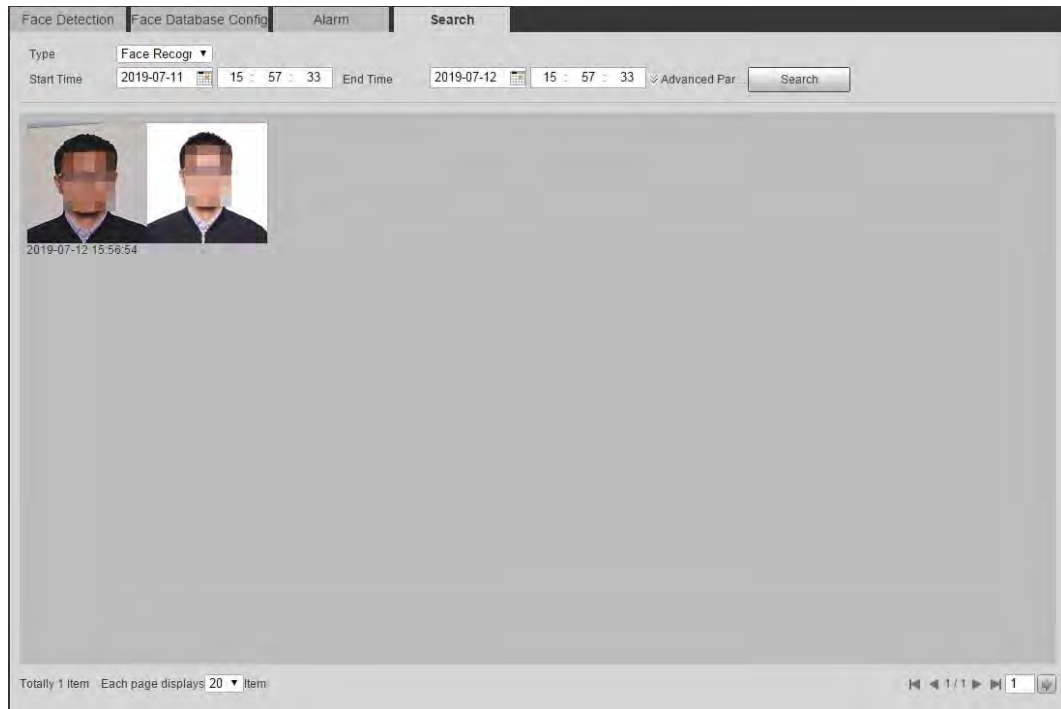 Face Detection Face Database Config Alarm Search
Type Face Recogr
Start Time 2019-07-11 15 : 57 : 33 End Time 2019-07-12 15 : 57 : 33 Advanced Par Search
2019-07-12 15:56:54
Totally 1 Item Each page displays 20 Item 1 / 1 1